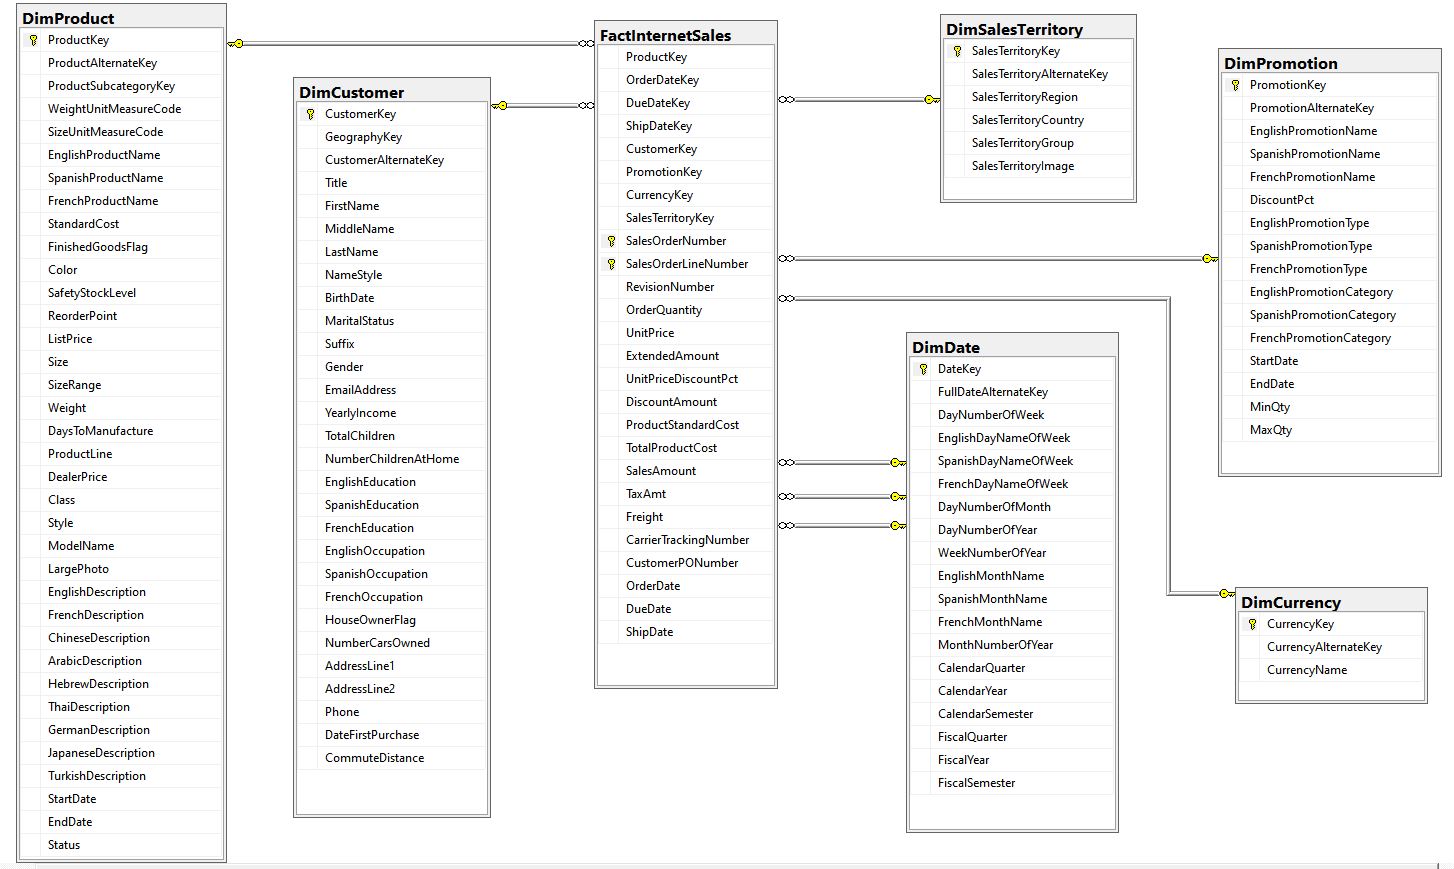 DimProduct
ProductKey
ProductAlternateKey
ProductSubcategoryKey
WeightUnitMeasureCode
SizeUnitMeasureCode
EnglishProductName
SpanishProductName
FrenchProductName
StandardCost
FinishedGoodsFlag
Color
SafetyStockLevel
ReorderPoint
ListPrice
Size
SizeRange
Weight
DaysToManufacture
ProductLine
DealerPrice
Class
Style
ModelName
LargePhoto
EnglishDescription
FrenchDescription
ChineseDescription
ArabicDescription
HebrewDescription
ThaiDescription
GermanDescription
JapaneseDescription
TurkishDescription
StartDate
EndDate
Status
DimCustomer
CustomerKey
GeographyKey
CustomerAlternateKey
Title
FirstName
MiddleName
LastName
NameStyle
BirthDate
MaritalStatus
Suffix
Gender
EmailAddress
YearlyIncome
TotalChildren
NumberChildrenAtHome
EnglishEducation
SpanishEducation
FrenchEducation
EnglishOccupation
SpanishOccupation
FrenchOccupation
HouseOwnerFlag
NumberCarsOwned
AddressLine1
AddressLine2
Phone
DateFirstPurchase
CommuteDistance
FactInternetSales
ProductKey
OrderDateKey
DueDateKey
ShipDateKey
CustomerKey
PromotionKey
CurrencyKey
SalesTerritoryKey
SalesOrderNumber
SalesOrderLineNumber
RevisionNumber
OrderQuantity
UnitPrice
ExtendedAmount
UnitPriceDiscountPct
DiscountAmount
ProductStandardCost
TotalProductCost
SalesAmount
TaxAmt
Freight
CarrierTrackingNumber
CustomerPONumber
OrderDate
DueDate
ShipDate
DimSalesTerritory
SalesTerritoryKey
SalesTerritoryAlternateKey
SalesTerritoryRegion
SalesTerritoryCountry
SalesTerritoryGroup
SalesTerritoryImage
DimDate
DateKey
FullDateAlternateKey
DayNumberOfWeek
EnglishDayNameOfWeek
SpanishDayNameOfWeek
FrenchDayNameOfWeek
DayNumberOfMonth
DayNumberOfYear
WeekNumberOfYear
EnglishMonthName
SpanishMonthName
FrenchMonthName
MonthNumberOfYear
CalendarQuarter
CalendarYear
CalendarSemester
FiscalQuarter
FiscalYear
FiscalSemester
DimPromotion
PromotionKey
PromotionAlternateKey
EnglishPromotionName
SpanishPromotionName
FrenchPromotionName
DiscountPct
EnglishPromotionType
SpanishPromotionType
FrenchPromotionType
EnglishPromotionCategory
SpanishPromotionCategory
FrenchPromotionCategory
StartDate
EndDate
MinQty
MaxQty
DimCurrency
CurrencyKey
CurrencyAlternateKey
CurrencyName